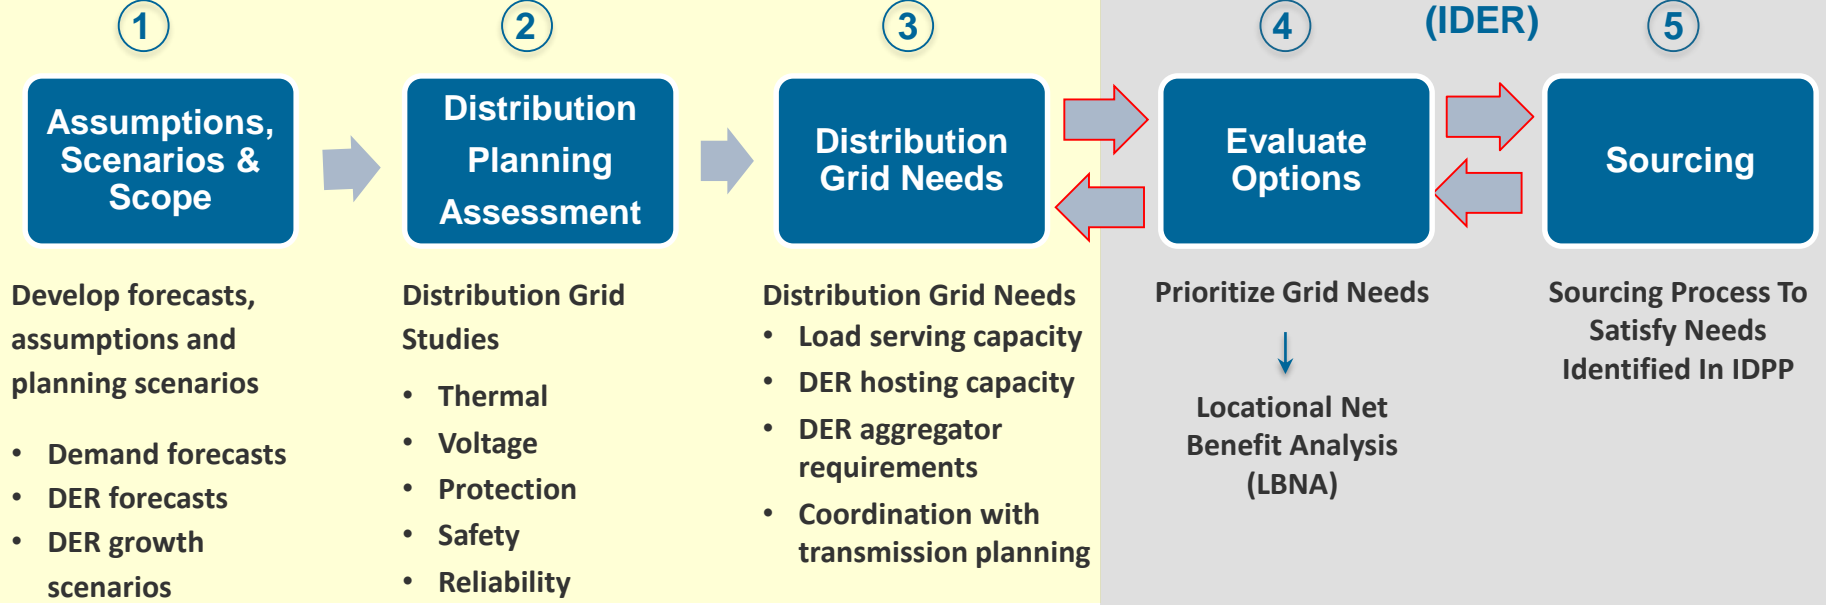 1
2
3
4
(IDER)
5
Assumptions,
Scenarios &
Scope
Distribution
Planning
Assessment
Distribution
Grid Needs
Evaluate
Options
Sourcing
Develop forecasts,
assumptions and
planning scenarios
• Demand forecasts
• DER forecasts
• DER growth
scenarios
Distribution Grid
Studies
• Thermal
• Voltage
• Protection
• Safety
• Reliability
Distribution Grid Needs
• Load serving capacity
• DER hosting capacity
• DER aggregator
requirements
• Coordination with
transmission planning
Prioritize Grid Needs
Locational Net
Benefit Analysis
(LBNA)
Sourcing Process To
Satisfy Needs
Identified In IDPP